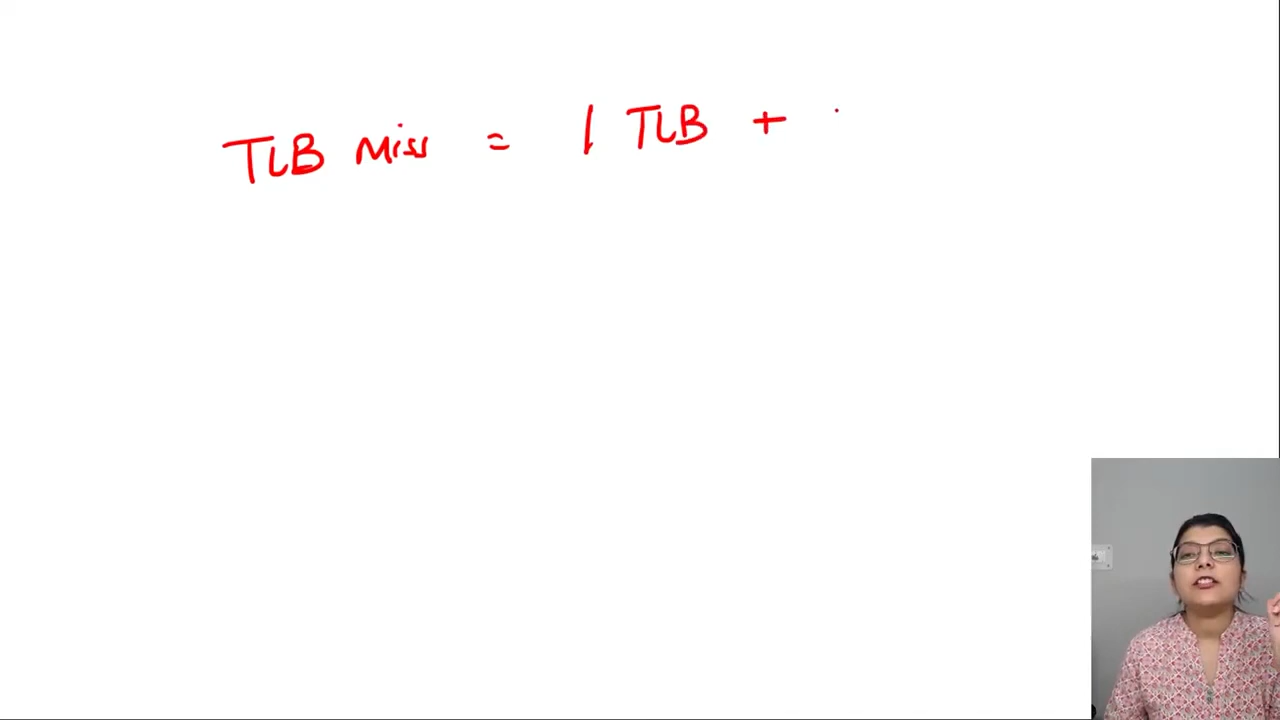 TLB Miss = 1 TLB +